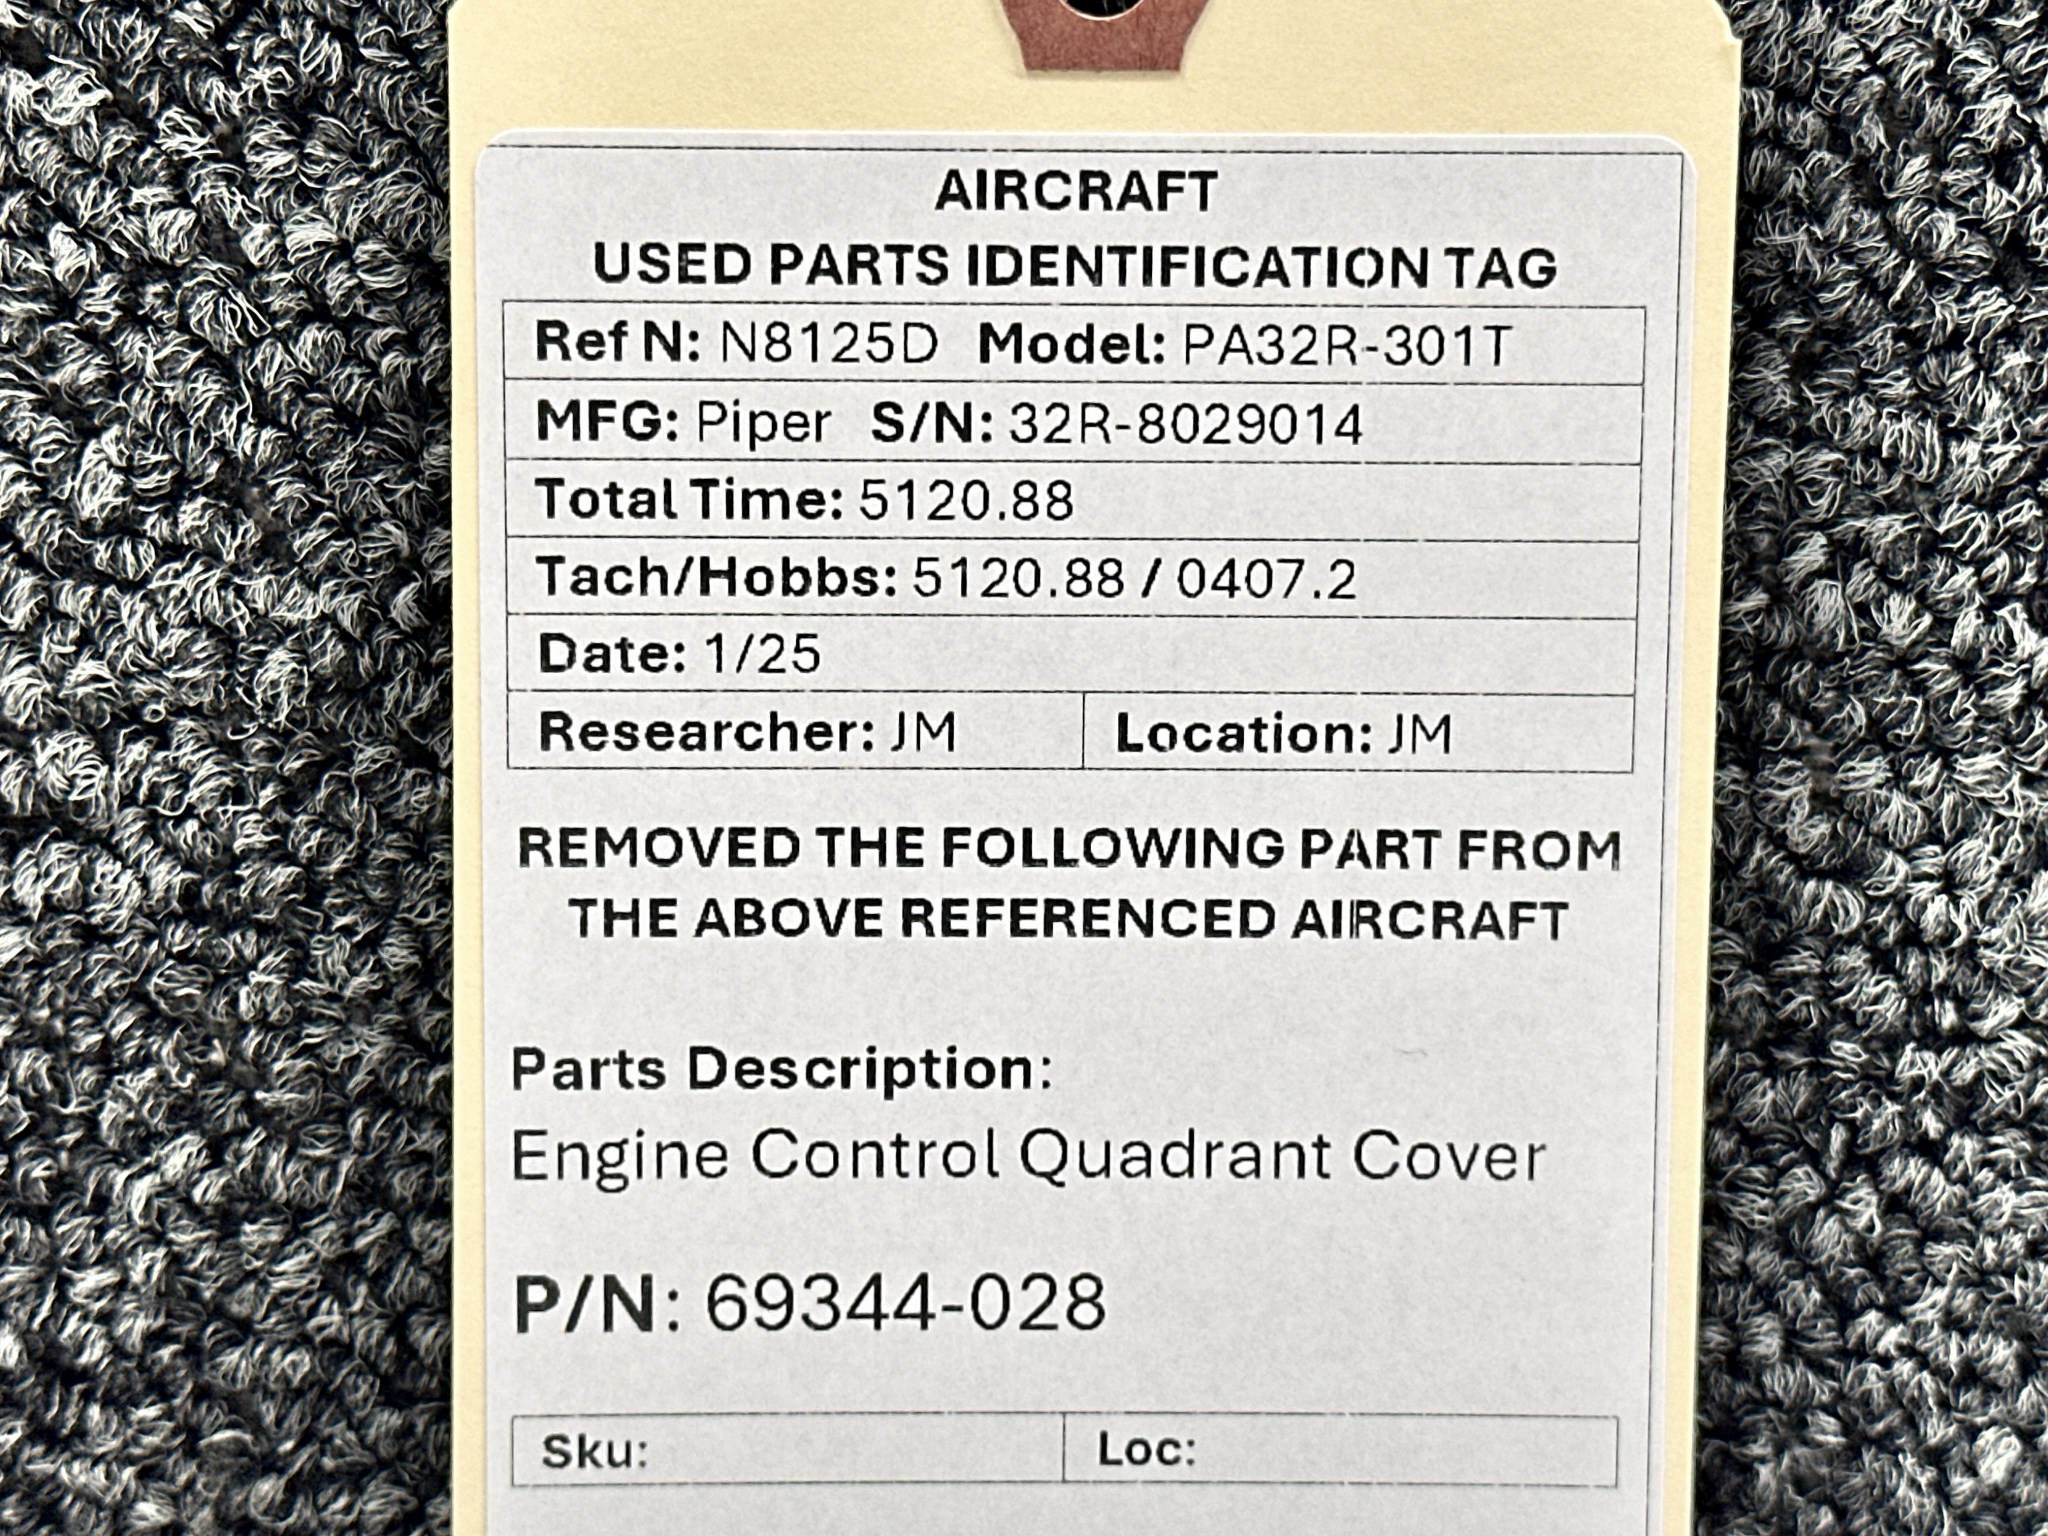 AIRCRAFT
USED PARTS IDENTIFICATION TAG
Ref N: N8125D Model: PA32R-301T
MFG: Piper S/N: 32R-8029014
Total Time: 5120.88
Tach/Hobbs: 5120.88 / 0407.2
Date: 1/25
Researcher: JM Location: JM
REMOVED THE FOLLOWING PART FROM
THE ABOVE REFERENCED AIRCRAFT
Parts Description:
Engine Control Quadrant Cover
P/N: 69344-028
Sku: Loc: